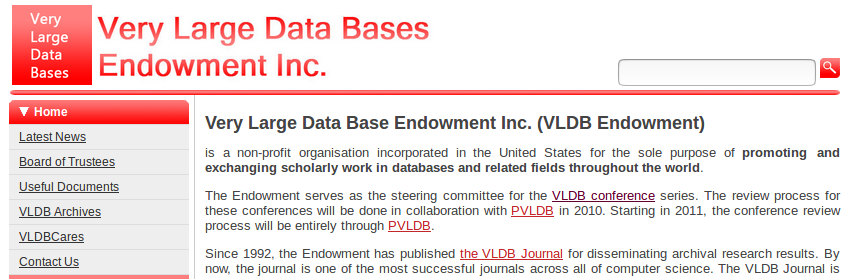 Very
Large
Data
Bases
Very Large Data Bases
Endowment Inc.
▼ Home
Latest News
Board of Trustees
Useful Documents
VLDB Archives
VLDBCares
Contact Us
Very Large Data Base Endowment Inc. (VLDB Endowment)
is a non-profit organisation incorporated in the United States for the sole purpose of promoting and
exchanging scholarly work in databases and related fields throughout the world.
The Endowment serves as the steering committee for the VLDB conference series. The review process for
these conferences will be done in collaboration with PVLDB in 2010. Starting in 2011, the conference review
process will be entirely through PVLDB.
Since 1992, the Endowment has published the VLDB Journal for disseminating archival research results. By
now, the journal is one of the most successful journals across all of computer science. The VLDB Journal is